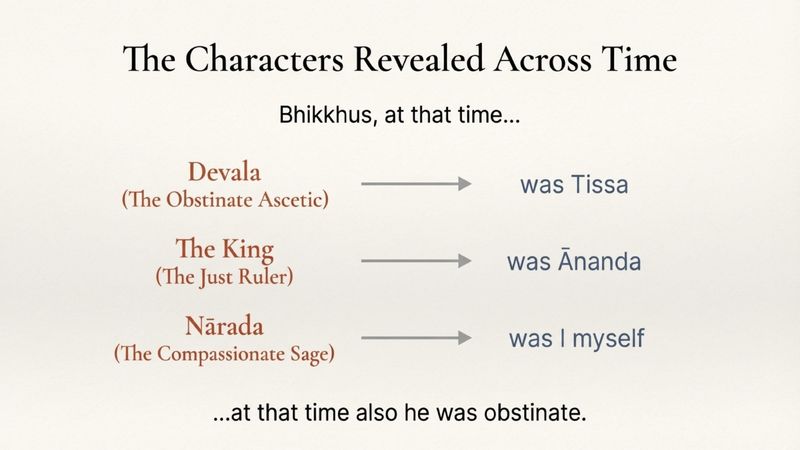 The Characters Revealed Across Time
Bhikkhus, at that time...
Devala
(The Obstinate Ascetic)
was Tissa
The King
(The Just Ruler)
was Ānanda
Nārada
(The Compassionate Sage)
was I myself
...at that time also he was obstinate.